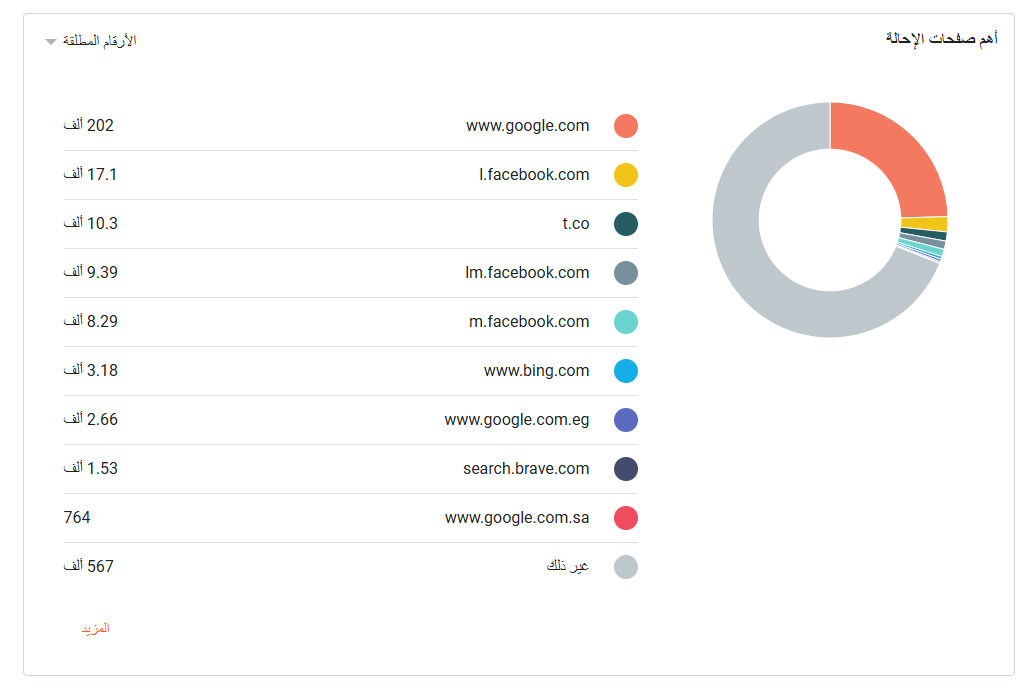 أهم صفحات الإحالة
الأرقام المطلقة
www.google.com 202 ألف
l.facebook.com 17.1 ألف
t.co 10.3 ألف
lm.facebook.com 9.39 ألف
m.facebook.com 8.29 ألف
www.bing.com 3.18 ألف
www.google.com.eg 2.66 ألف
search.brave.com 1.53 ألف
www.google.com.sa 764
غير ذلك 567 ألف
المزيد